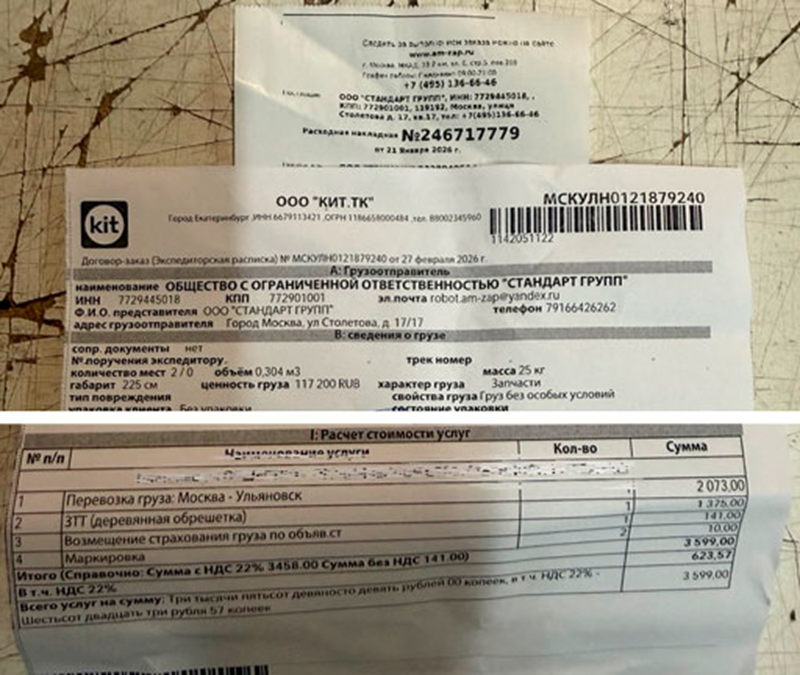 Следить за выполнением заказа можно на сайте
www.am-zap.ru
г. Москва, МКАД,
+7 (495) 136-66-46
ООО "СТАНДАРТ ГРУПП", ИНН: 7729445018, ,
КПП: 772901001, 119192, Москва, улица
Столетова д. 17, кв.17, тел: +7(495)136-66-46
Расходная накладная №246717779
от 21 Января 2026 г.
kit
ООО "КИТ.ТК"
МСКУЛН0121879240
Город Екатеринбург ,ИНН 6679113421 ,ОГРН 1186658000484 ,тел. 88002345960
1142051122
Договор-заказ (Экспедиторская расписка) № МСКУЛН0121879240 от 27 февраля 2026 г.
А: Грузоотправитель
наименование ОБЩЕСТВО С ОГРАНИЧЕННОЙ ОТВЕТСТВЕННОСТЬЮ "СТАНДАРТ ГРУПП"
ИНН 7729445018 КПП 772901001 эл.почта robot.am-zap@yandex.ru
Ф.И.О. представителя ООО "СТАНДАРТ ГРУПП" телефон 79166426262
адрес грузоотправителя Город Москва, ул Столетова, д. 17/17
В: сведения о грузе
сопр. документы нет
№.поручения экспедитору. трек номер
количество мест 2 / 0 объём 0,304 м3 масса 25 кг
габарит 225 см ценность груза 117 200 RUB характер груза Запчасти
тип повреждения свойства груза Груз без особых условий
упаковка клиента Без упаковки состояние упаковки
I: Расчет стоимости услуг
№ п/п Наименование услуги Кол-во Сумма
1 Перевозка груза: Москва - Ульяновск 2 073,00
2 ЗТТ (деревянная обрешетка) 1 1 375,00
3 Возмещение страхования груза по объяв.ст 1 141,00
4 Маркировка 2 10.00
Итого (Справочно: Сумма с НДС 22% 3458.00 Сумма без НДС 141.00) 3 599,00
В т.ч. НДС 22% 623,57
Всего услуг на сумму: Три тысячи пятьсот девяносто девять рублей 00 копеек, в т.ч НДС 22% - 3 599,00
Шестьсот двадцать три рубля 57 копеек